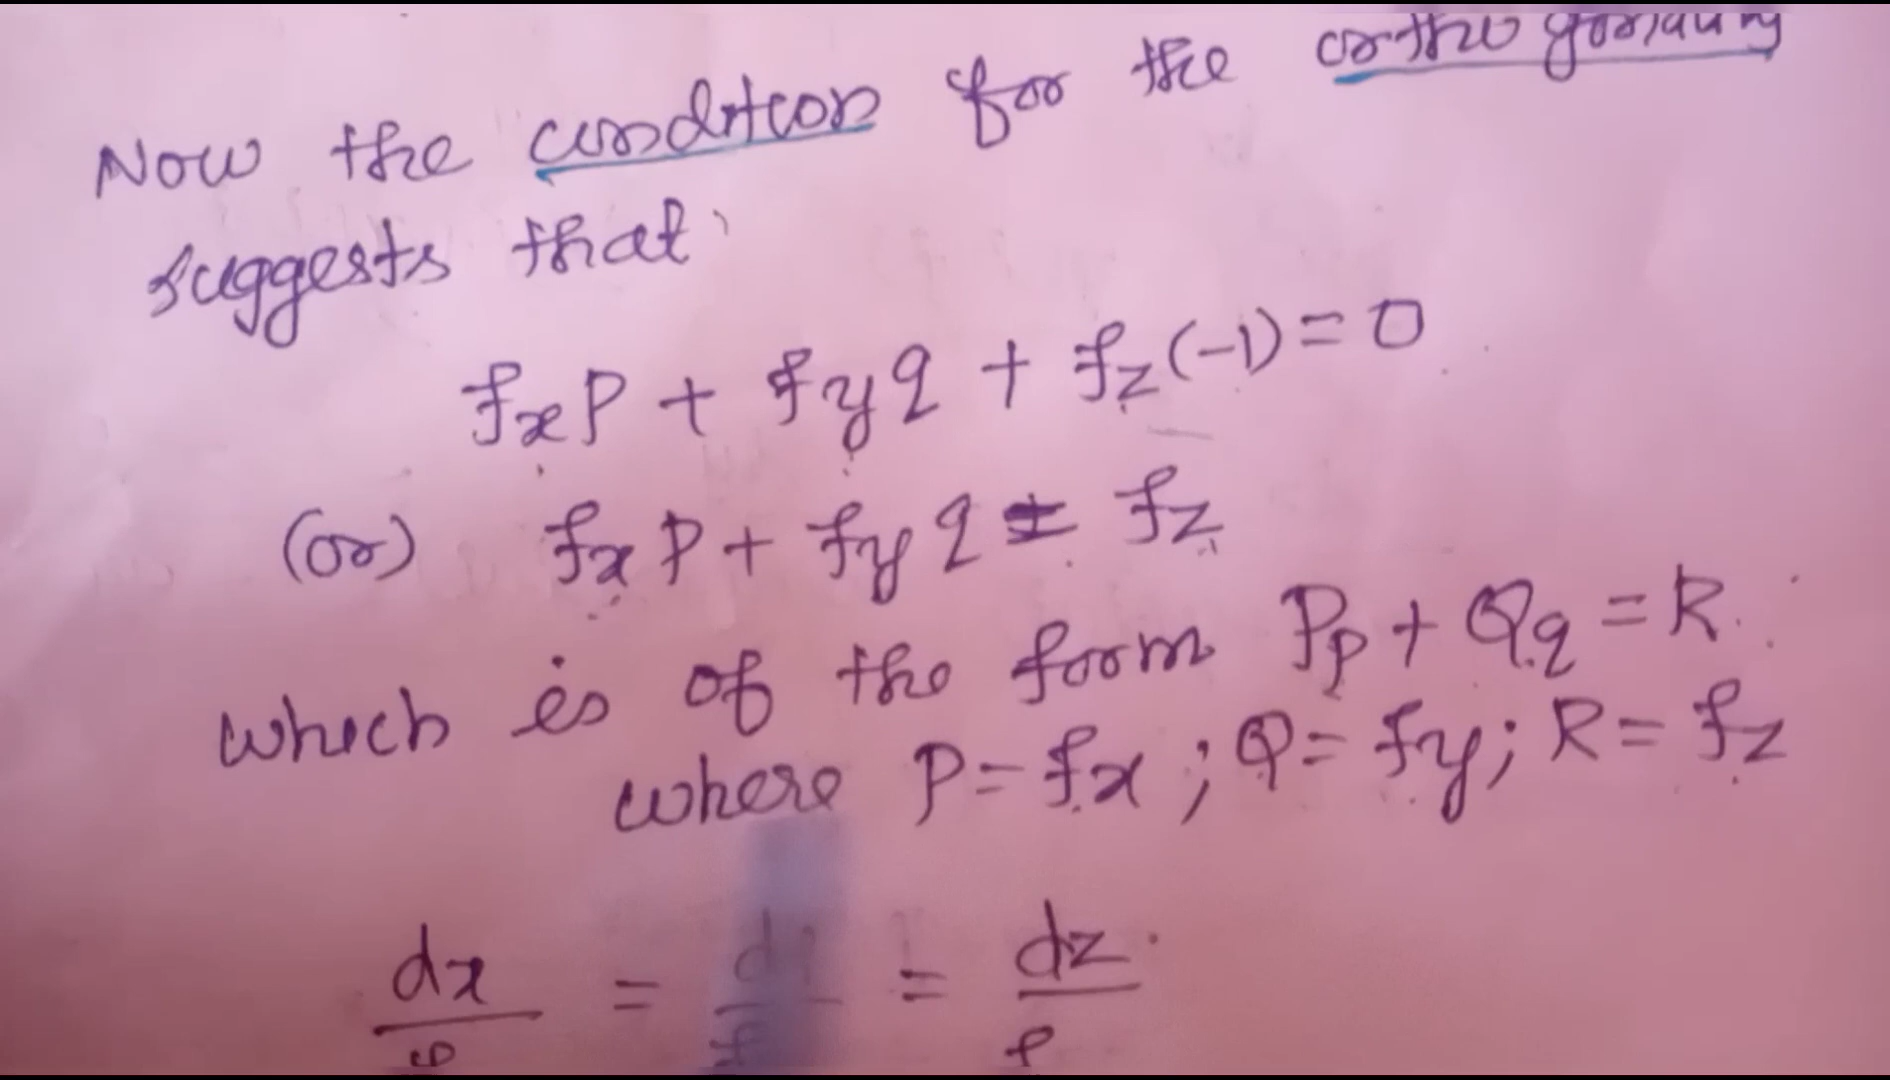 Now the condition for the orthogonality
suggests that
fx p + fy q + fz (-1) = 0
(or) fx p + fy q = fz
which is of the form Pp + Qq = R.
where P = fx ; Q = fy ; R = fz
dx = = dz